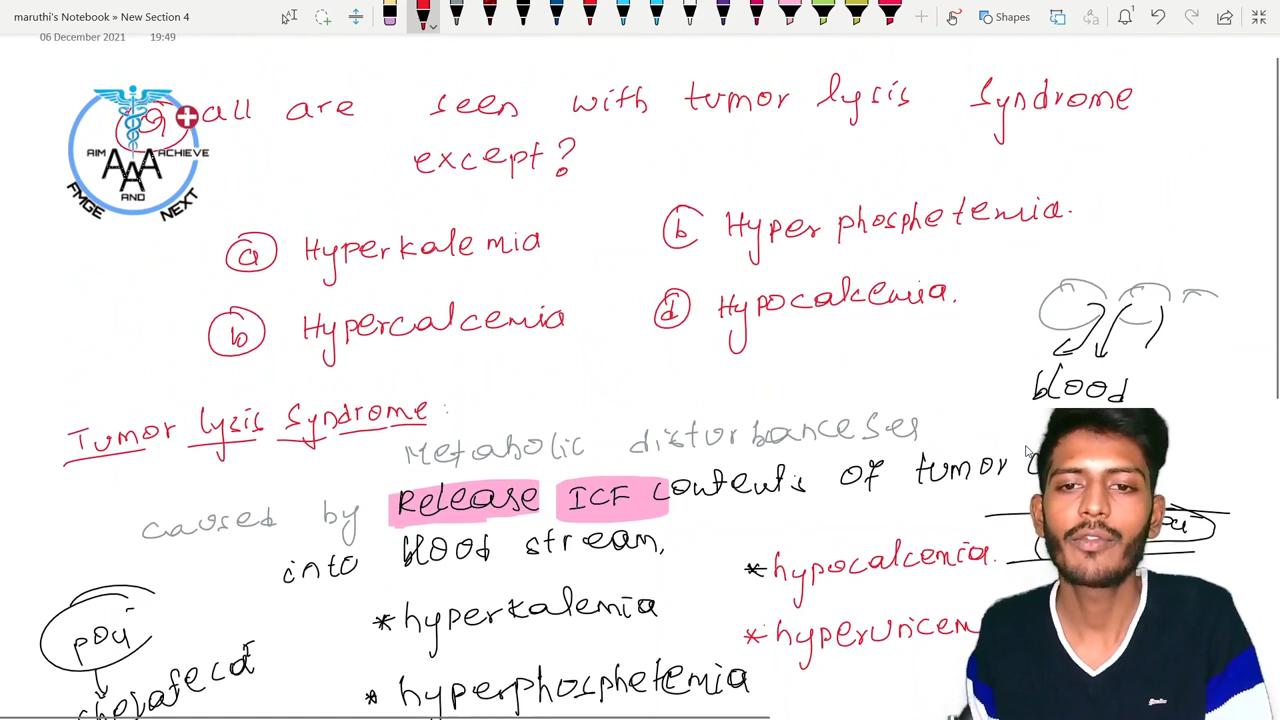 maruthi's Notebook » New Section 4
Shapes
06 December 2021 19:49
AIM ACHIEVE
AAA
AND
FMGE NEXT
Q all are seen with tumor lysis Syndrome
except?
a Hyperkalemia
b Hyperphosphetemia.
b Hypercalcemia
d Hypocalcemia.
blood
Tumor lysis Syndrome:
Metabolic disturbanceses
caused by Release ICF contents of tumor
into blood stream.
* hypocalcemia.
* hyperkalemia
* hyperuricem
PO4
* hyperphosphetemia